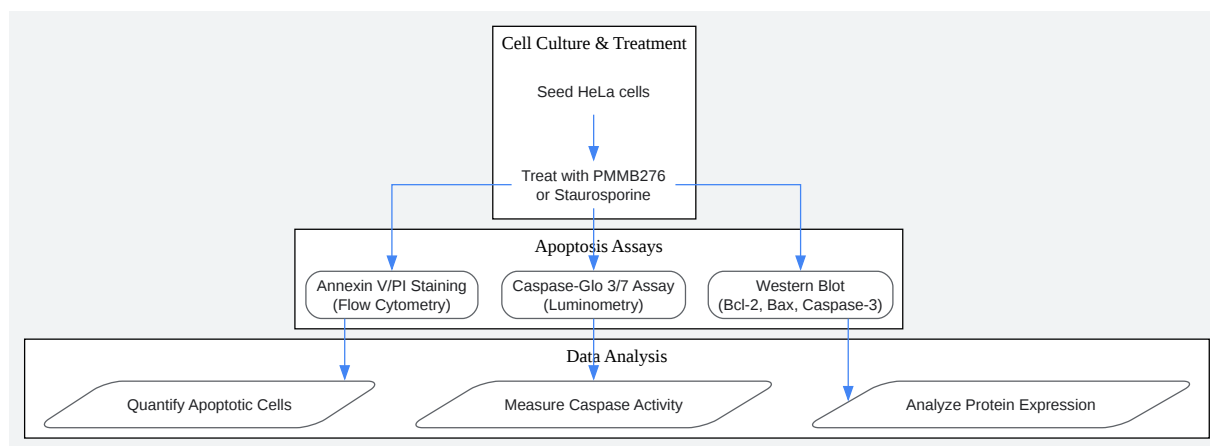 Cell Culture & Treatment
Seed HeLa cells
Treat with PMMB276
or Staurosporine
Apoptosis Assays
Annexin V/PI Staining
(Flow Cytometry)
Caspase-Glo 3/7 Assay
(Luminometry)
Western Blot
(Bcl-2, Bax, Caspase-3)
Data Analysis
Quantify Apoptotic Cells
Measure Caspase Activity
Analyze Protein Expression